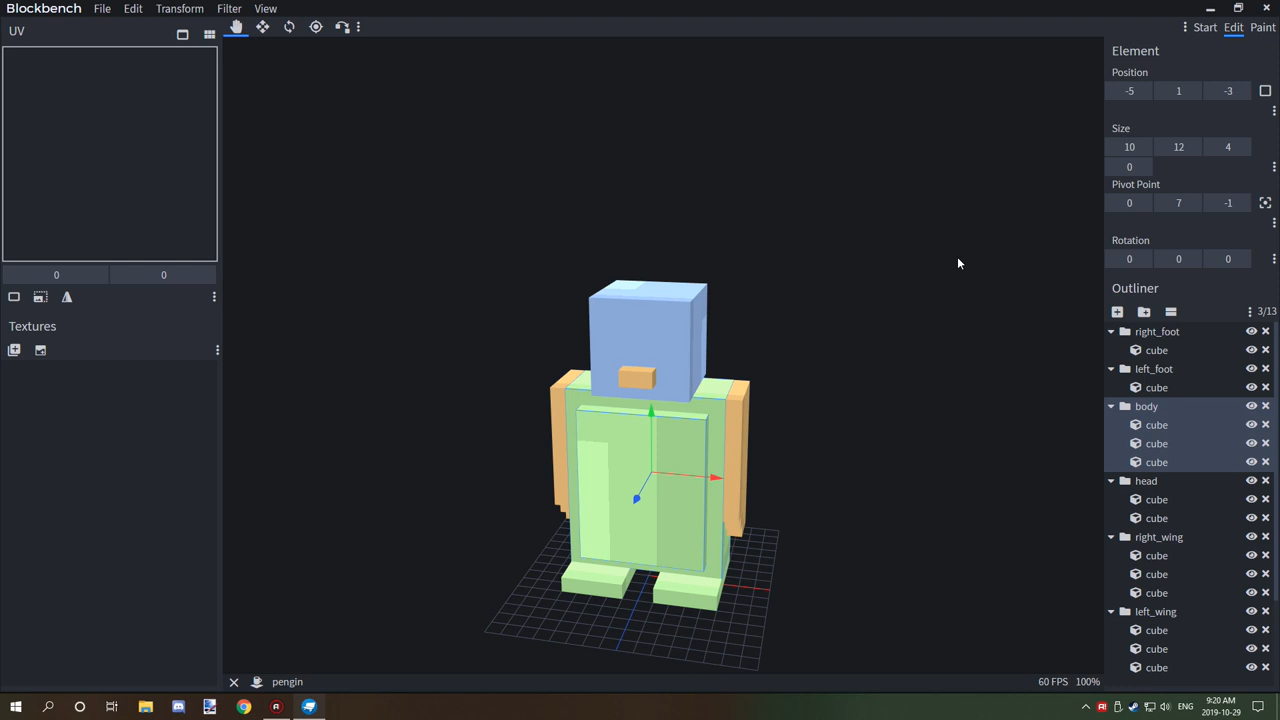 Blockbench File Edit Transform Filter View
UV
Start Edit Paint
Element
Position
-5 1 -3
Size
10 12 4
0
Pivot Point
0 7 -1
Rotation
0 0 0
0 0
Textures
Outliner
3/13
right_foot
cube
left_foot
cube
body
cube
cube
cube
head
cube
cube
right_wing
cube
cube
cube
left_wing
cube
cube
cube
pengin
60 FPS 100%
ENG
9:20 AM
2019-10-29